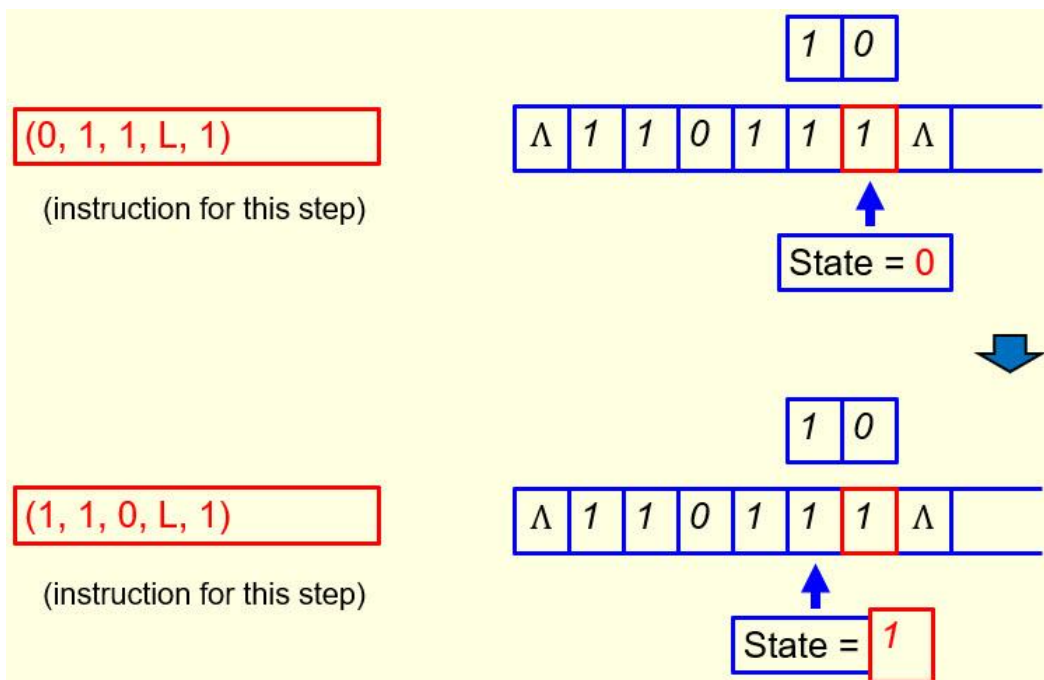 1 0
(0, 1, 1, L, 1)
Λ 1 1 0 1 1 1 Λ
(instruction for this step)
State = 0
1 0
(1, 1, 0, L, 1)
Λ 1 1 0 1 1 1 Λ
(instruction for this step)
State = 1